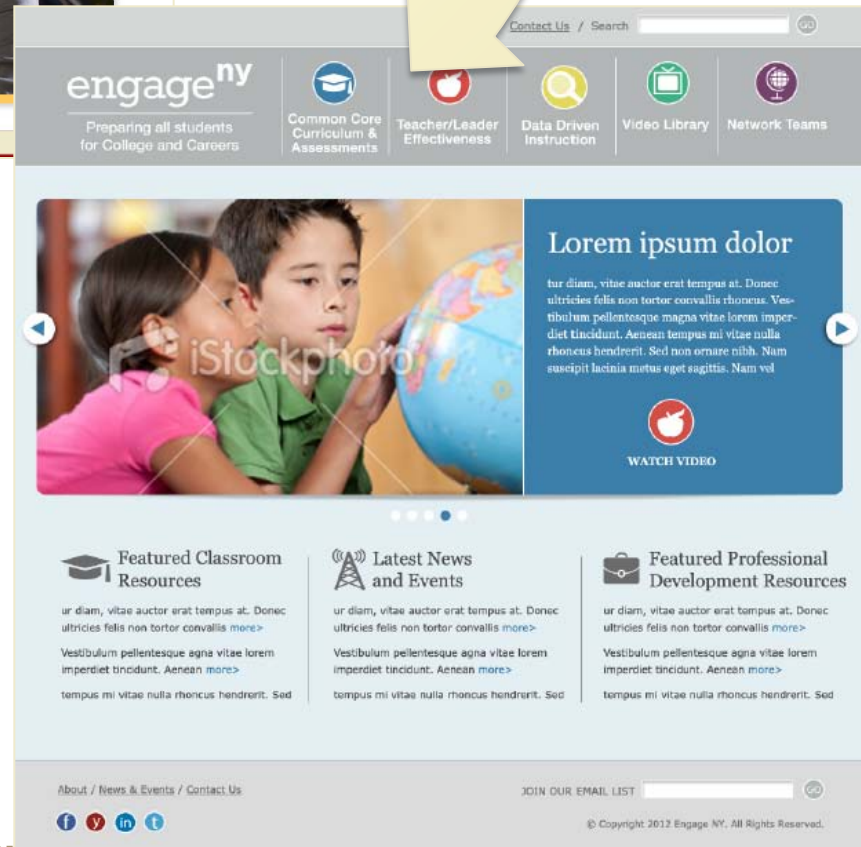 Contact Us / Search GO
engage ny
Preparing all students
for College and Careers
Common Core
Curriculum &
Assessments
Teacher/Leader
Effectiveness
Data Driven
Instruction
Video Library
Network Teams
iStockphoto
Lorem ipsum dolor
tur diam, vitae auctor erat tempus at. Donec
ultricies felis non tortor convallis rhoncus. Ves-
tibulum pellentesque magna vitae lorem imper-
diet tincidunt. Aenean tempus mi vitae nulla
rhoncus hendrerit. Sed non ornare nibh. Nam
suscipit lacinia metus eget sagittis. Nam vel
WATCH VIDEO
Featured Classroom
Resources
ur diam, vitae auctor erat tempus at. Donec
ultricies felis non tortor convallis more>
Vestibulum pellentesque agna vitae lorem
imperdiet tincidunt. Aenean more>
tempus mi vitae nulla rhoncus hendrerit. Sed
Latest News
and Events
ur diam, vitae auctor erat tempus at. Donec
ultricies felis non tortor convallis more>
Vestibulum pellentesque agna vitae lorem
imperdiet tincidunt. Aenean more>
tempus mi vitae nulla rhoncus hendrerit. Sed
Featured Professional
Development Resources
ur diam, vitae auctor erat tempus at. Donec
ultricies felis non tortor convallis more>
Vestibulum pellentesque agna vitae lorem
imperdiet tincidunt. Aenean more>
tempus mi vitae nulla rhoncus hendrerit. Sed
About / News & Events / Contact Us
f y in t
JOIN OUR EMAIL LIST GO
© Copyright 2012 Engage NY. All Rights Reserved.